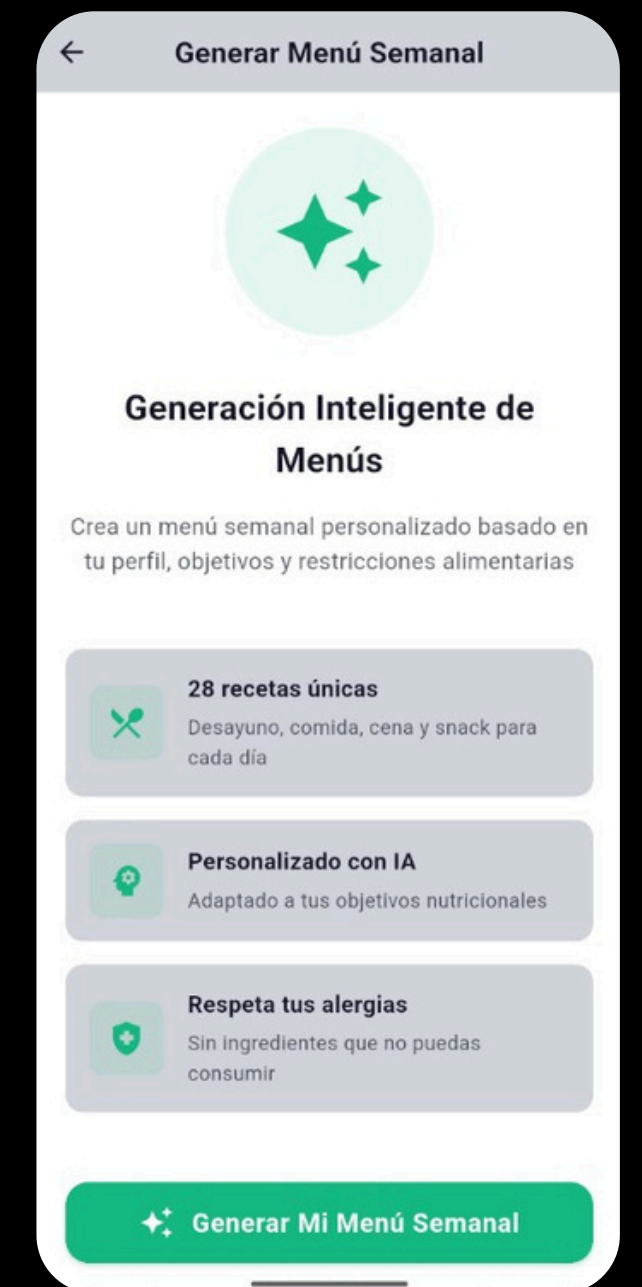 Generar Menú Semanal
Generación Inteligente de
Menús
Crea un menú semanal personalizado basado en
tu perfil, objetivos y restricciones alimentarias
28 recetas únicas
Desayuno, comida, cena y snack para
cada día
Personalizado con IA
Adaptado a tus objetivos nutricionales
Respeta tus alergias
Sin ingredientes que no puedas
consumir
Generar Mi Menú Semanal